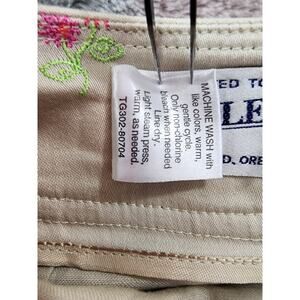 MACHINE WASH with
like colors, warm,
gentle cycle.
Only non-chlorine
bleach when needed
Line dry.
Light steam press,
warm, as needed.
TG302-80704
ED TO
LE
D, ORE